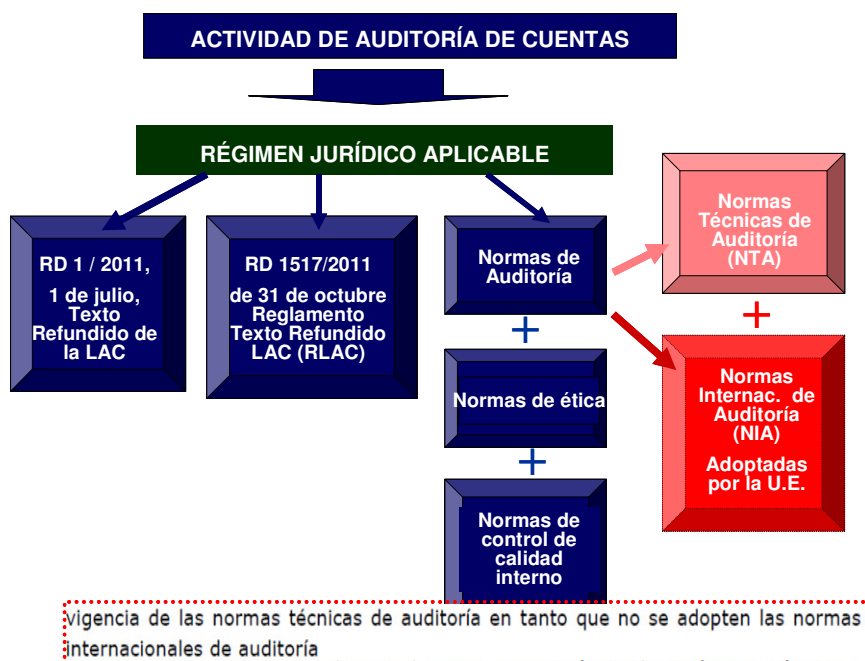 ACTIVIDAD DE AUDITORÍA DE CUENTAS
RÉGIMEN JURÍDICO APLICABLE
RD 1 / 2011,
1 de julio,
Texto
Refundido de
la LAC
RD 1517/2011
de 31 de octubre
Reglamento
Texto Refundido
LAC (RLAC)
Normas de
Auditoría
+
Normas de ética
+
Normas de
control de
calidad
interno
Normas
Técnicas de
Auditoría
(NTA)
+
Normas
Internac. de
Auditoría
(NIA)
Adoptadas
por la U.E.
vigencia de las normas técnicas de auditoría en tanto que no se adopten las normas
internacionales de auditoría